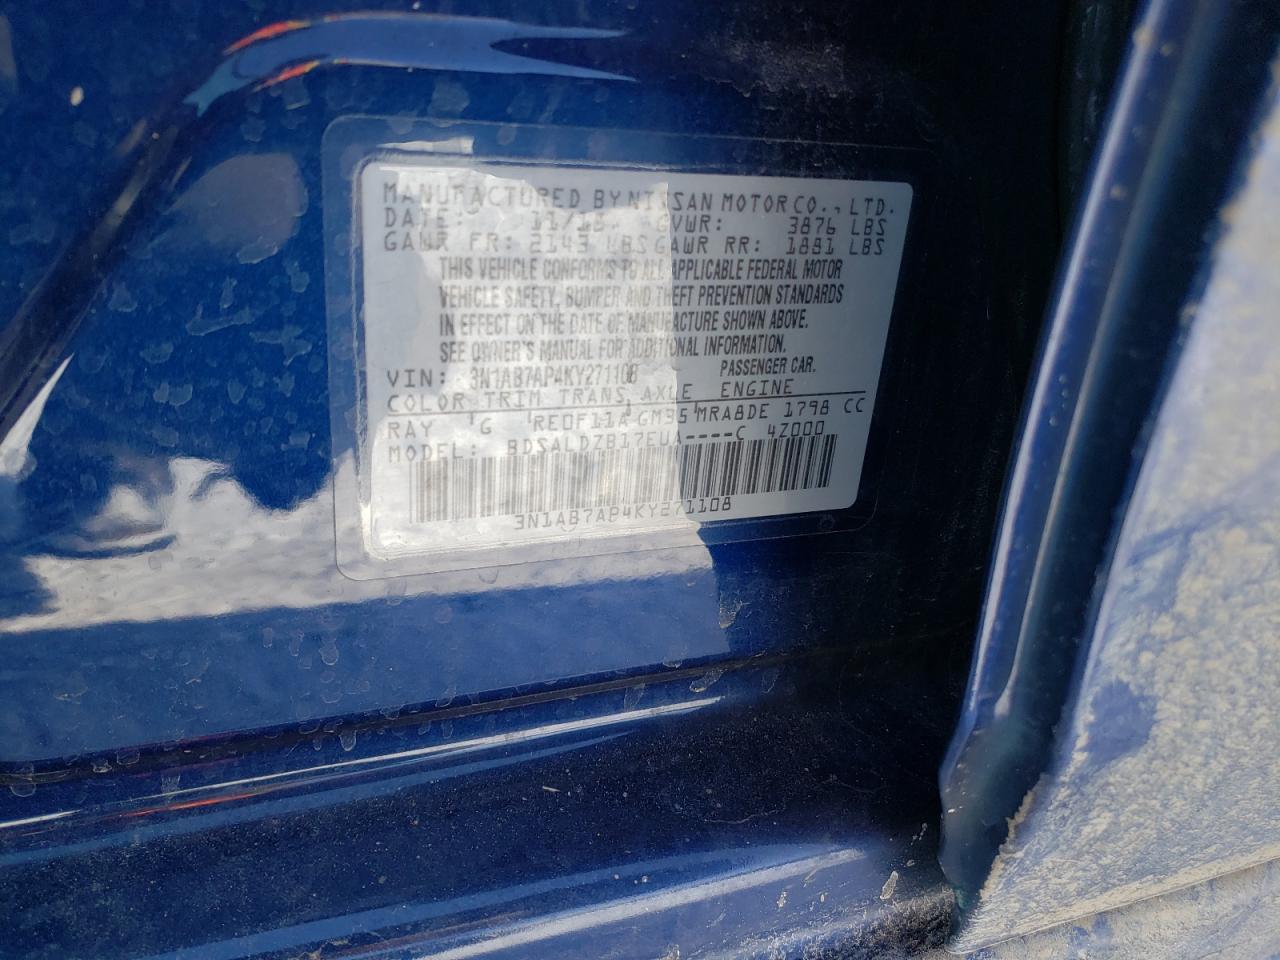 MANUFACTURED BY NISSAN MOTOR CO., LTD.
DATE: 11/18 GVWR: 3876 LBS
GAWR FR: 2143 LBS GAWR RR: 1881 LBS
THIS VEHICLE CONFORMS TO ALL APPLICABLE FEDERAL MOTOR
VEHICLE SAFETY, BUMPER AND THEFT PREVENTION STANDARDS
IN EFFECT ON THE DATE OF MANUFACTURE SHOWN ABOVE.
SEE OWNER'S MANUAL FOR ADDITIONAL INFORMATION.
VIN: 3N1AB7AP4KY271108 PASSENGER CAR.
COLOR TRIM TRANS AXLE ENGINE
RAY G RE0F11A GM35 MRA8DE 1798 CC
MODEL: BDSALDZB17EUA----C 4Z000
3N1AB7AP4KY271108